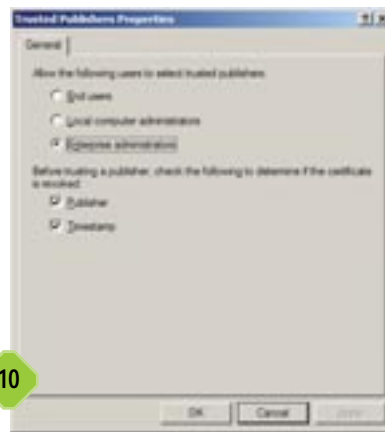 Trusted Publishers Properties
General
Allow the following users to select trusted publishers:
End users
Local computer administrators
Enterprise administrators
Before trusting a publisher, check the following to determine if the certificate
is revoked:
Publisher
Timestamp
10
OK Cancel Apply